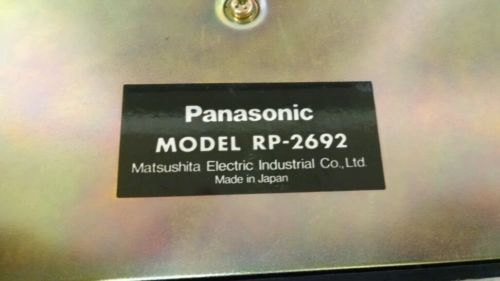 Panasonic
MODEL RP-2692
Matsushita Electric Industrial Co.,Ltd.
Made in Japan